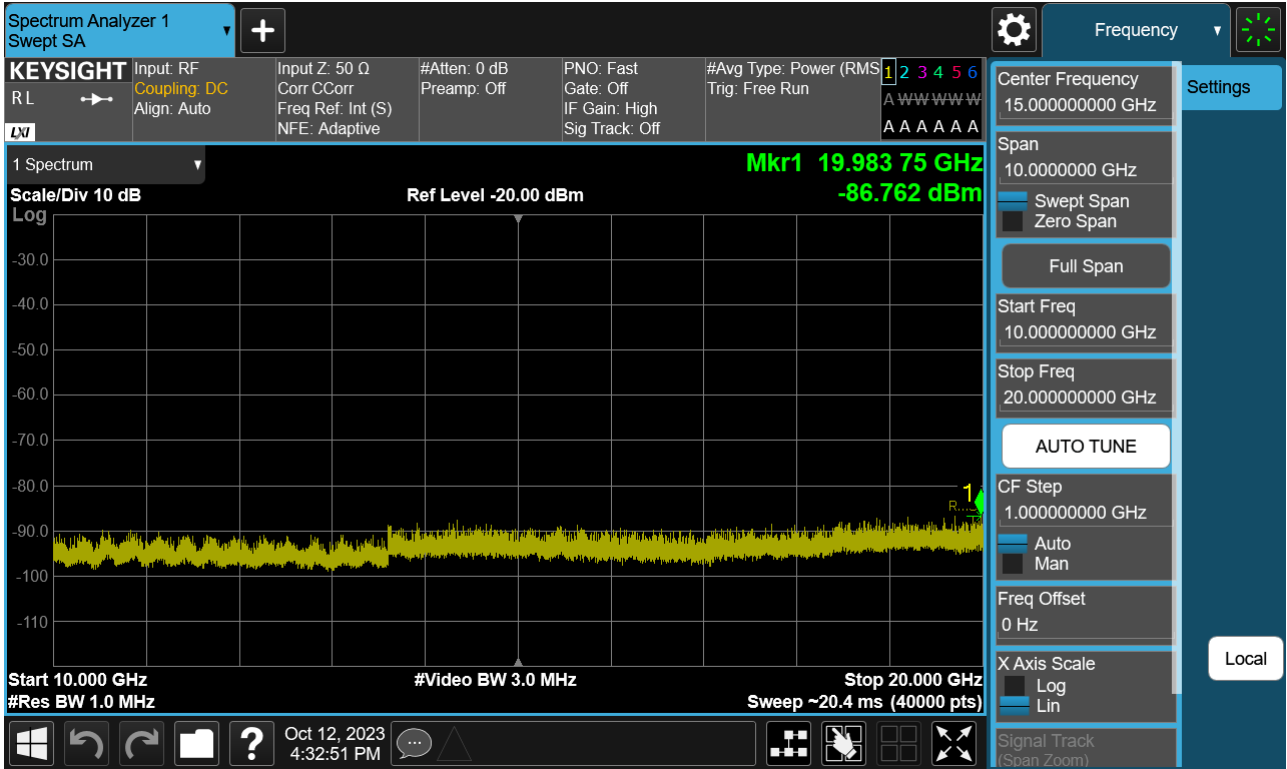 Spectrum Analyzer 1
Swept SA
Frequency
KEYSIGHT
R L
LXI
Input: RF
Coupling: DC
Align: Auto
Input Z: 50 Ω
Corr CCorr
Freq Ref: Int (S)
NFE: Adaptive
#Atten: 0 dB
Preamp: Off
PNO: Fast
Gate: Off
IF Gain: High
Sig Track: Off
#Avg Type: Power (RMS
Trig: Free Run
1 2 3 4 5 6
A W W W W W
A A A A A A
1 Spectrum
Scale/Div 10 dB
Log
Ref Level -20.00 dBm
Mkr1 19.983 75 GHz
-86.762 dBm
-30.0
-40.0
-50.0
-60.0
-70.0
-80.0
-90.0
-100
-110
1
Start 10.000 GHz
#Res BW 1.0 MHz
#Video BW 3.0 MHz
Stop 20.000 GHz
Sweep ~20.4 ms (40000 pts)
Oct 12, 2023
4:32:51 PM
Center Frequency
15.000000000 GHz
Span
10.0000000 GHz
Swept Span
Zero Span
Full Span
Start Freq
10.000000000 GHz
Stop Freq
20.000000000 GHz
AUTO TUNE
CF Step
1.000000000 GHz
Auto
Man
Freq Offset
0 Hz
X Axis Scale
Log
Lin
Signal Track
(Span Zoom)
Settings
Local